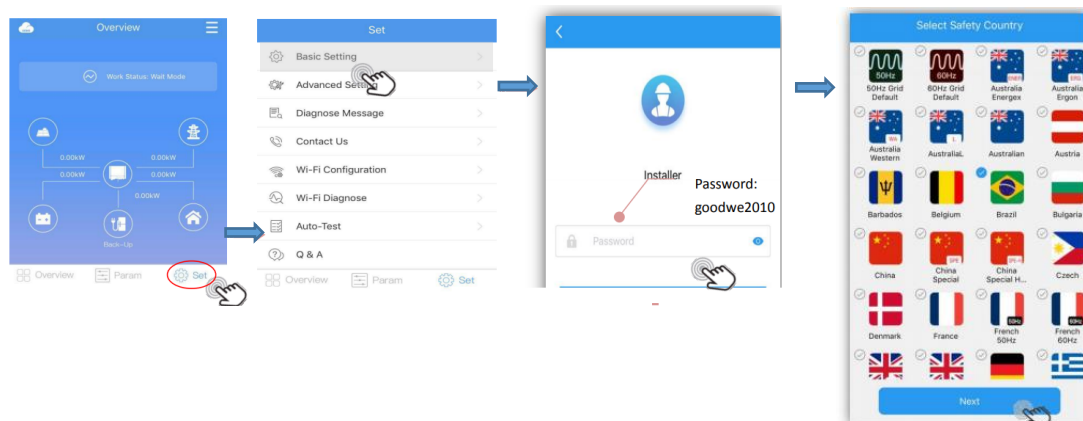 Overview
Work Status: Wait Mode
0.00kW
0.00kW
0.00kW
0.00kW
0.00kW
Back-Up
Overview
Param
Set
Set
Basic Setting
Advanced Setting
Diagnose Message
Contact Us
Wi-Fi Configuration
Wi-Fi Diagnose
Auto-Test
Q & A
Overview
Param
Set
Installer
Password:
goodwe2010
Password
Select Safety Country
50Hz
60Hz
50Hz Grid
Default
60Hz Grid
Default
Australia
Energex
Australia
Ergon
WA
L
Australia
Western
AustraliaL
Australian
Austria
Barbados
Belgium
Brazil
Bulgaria
China
China
Special
China
Special H...
Czech
50Hz
60Hz
Denmark
France
French
50Hz
French
60Hz
Next